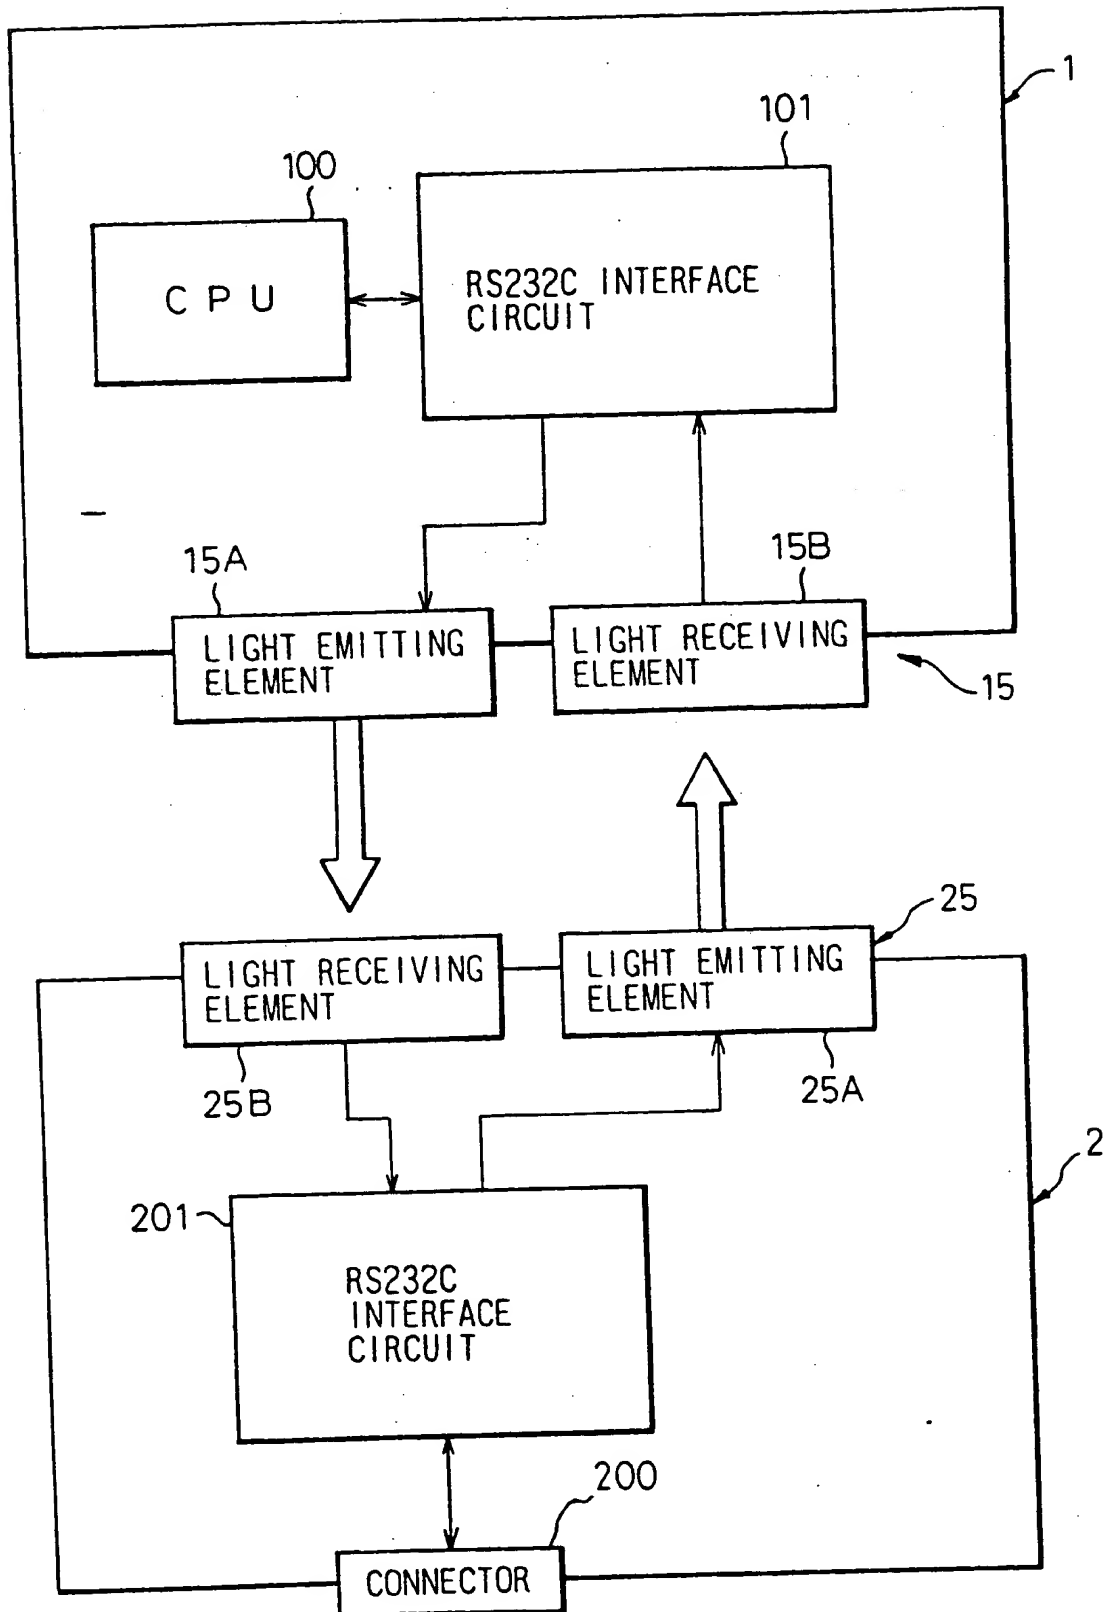 1
101
100
CPU
RS232C INTERFACE
CIRCUIT
15A
15B
LIGHT EMITTING
ELEMENT
LIGHT RECEIVING
ELEMENT
15
25
LIGHT RECEIVING
ELEMENT
LIGHT EMITTING
ELEMENT
25B
25A
2
201
RS232C
INTERFACE
CIRCUIT
200
CONNECTOR